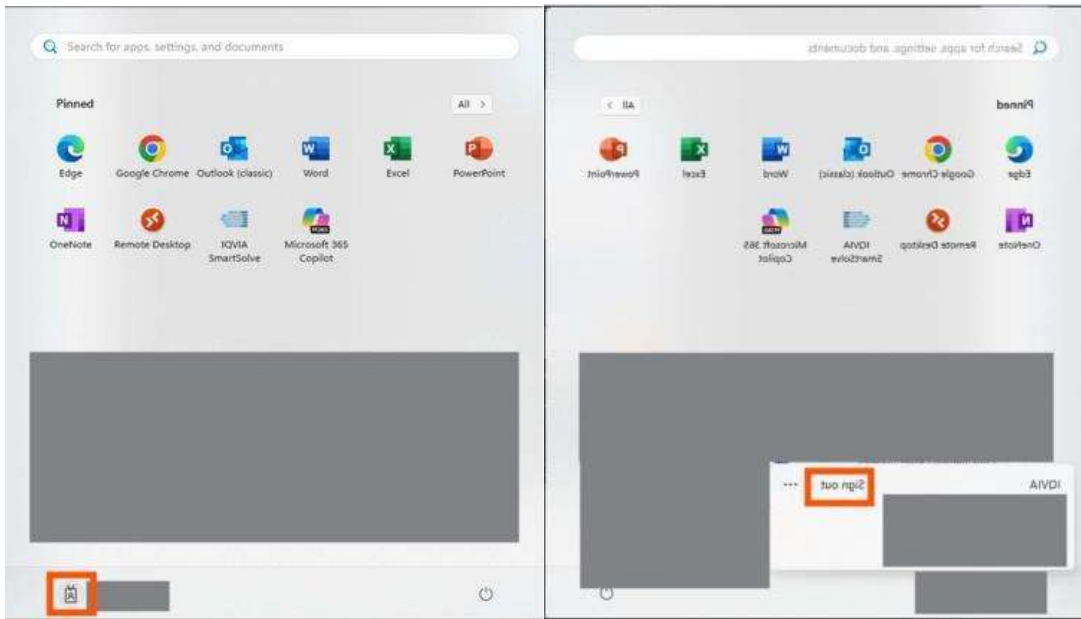 Search for apps, settings, and documents
Pinned
All >
Edge
Google Chrome
Outlook (classic)
Word
Excel
PowerPoint
OneNote
Remote Desktop
IQVIA
SmartSolve
Microsoft 365
Copilot
Search for apps, settings, and documents
Pinned
All >
Edge
Google Chrome
Outlook (classic)
Word
Excel
PowerPoint
OneNote
Remote Desktop
IQVIA
SmartSolve
Microsoft 365
Copilot
IQVIA
Sign out
...